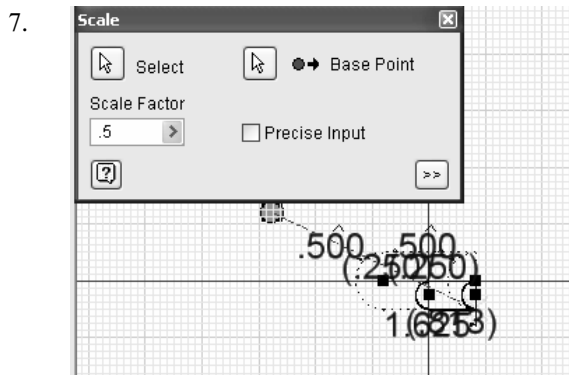 7.
Scale
Select Base Point
Scale Factor
.5 Precise Input
>>
.500 .500